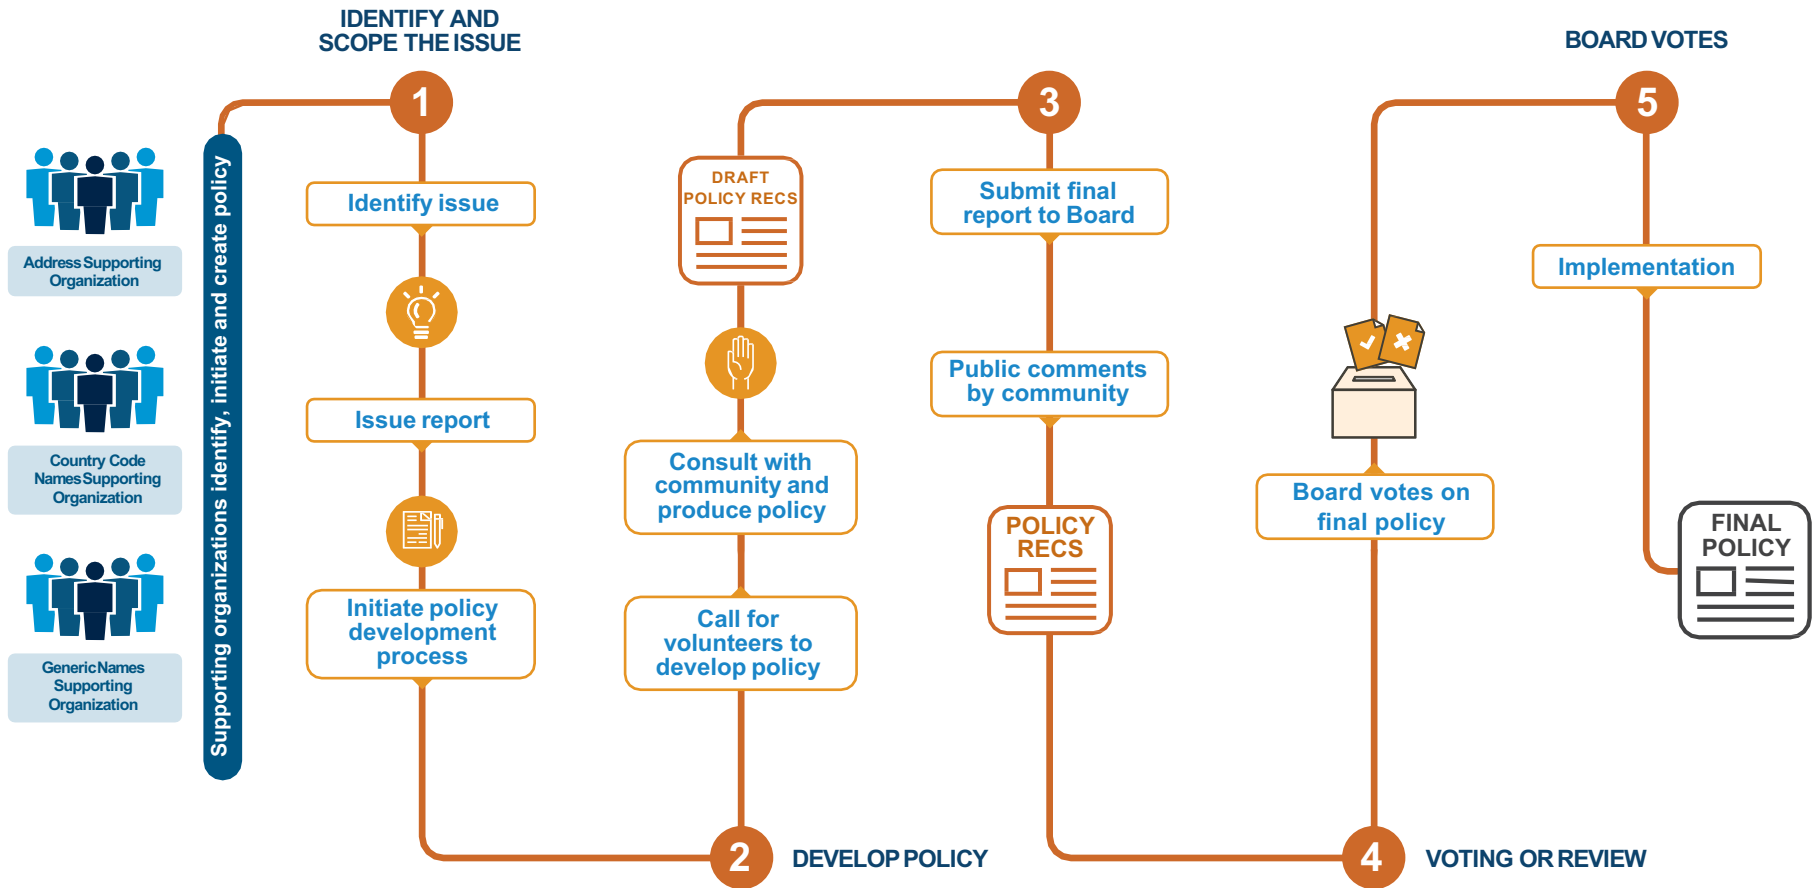 IDENTIFY AND
SCOPE THE ISSUE
BOARD VOTES
1
3
5
Address Supporting
Organization
Country Code
Names Supporting
Organization
Generic Names
Supporting
Organization
Supporting organizations identify, initiate and create policy
Identify issue
Issue report
Initiate policy
development
process
2
DEVELOP POLICY
Call for
volunteers to
develop policy
Consult with
community and
produce policy
DRAFT
POLICY RECS
Submit final
report to Board
Public comments
by community
POLICY
RECS
4
VOTING OR REVIEW
Board votes on
final policy
Implementation
FINAL
POLICY